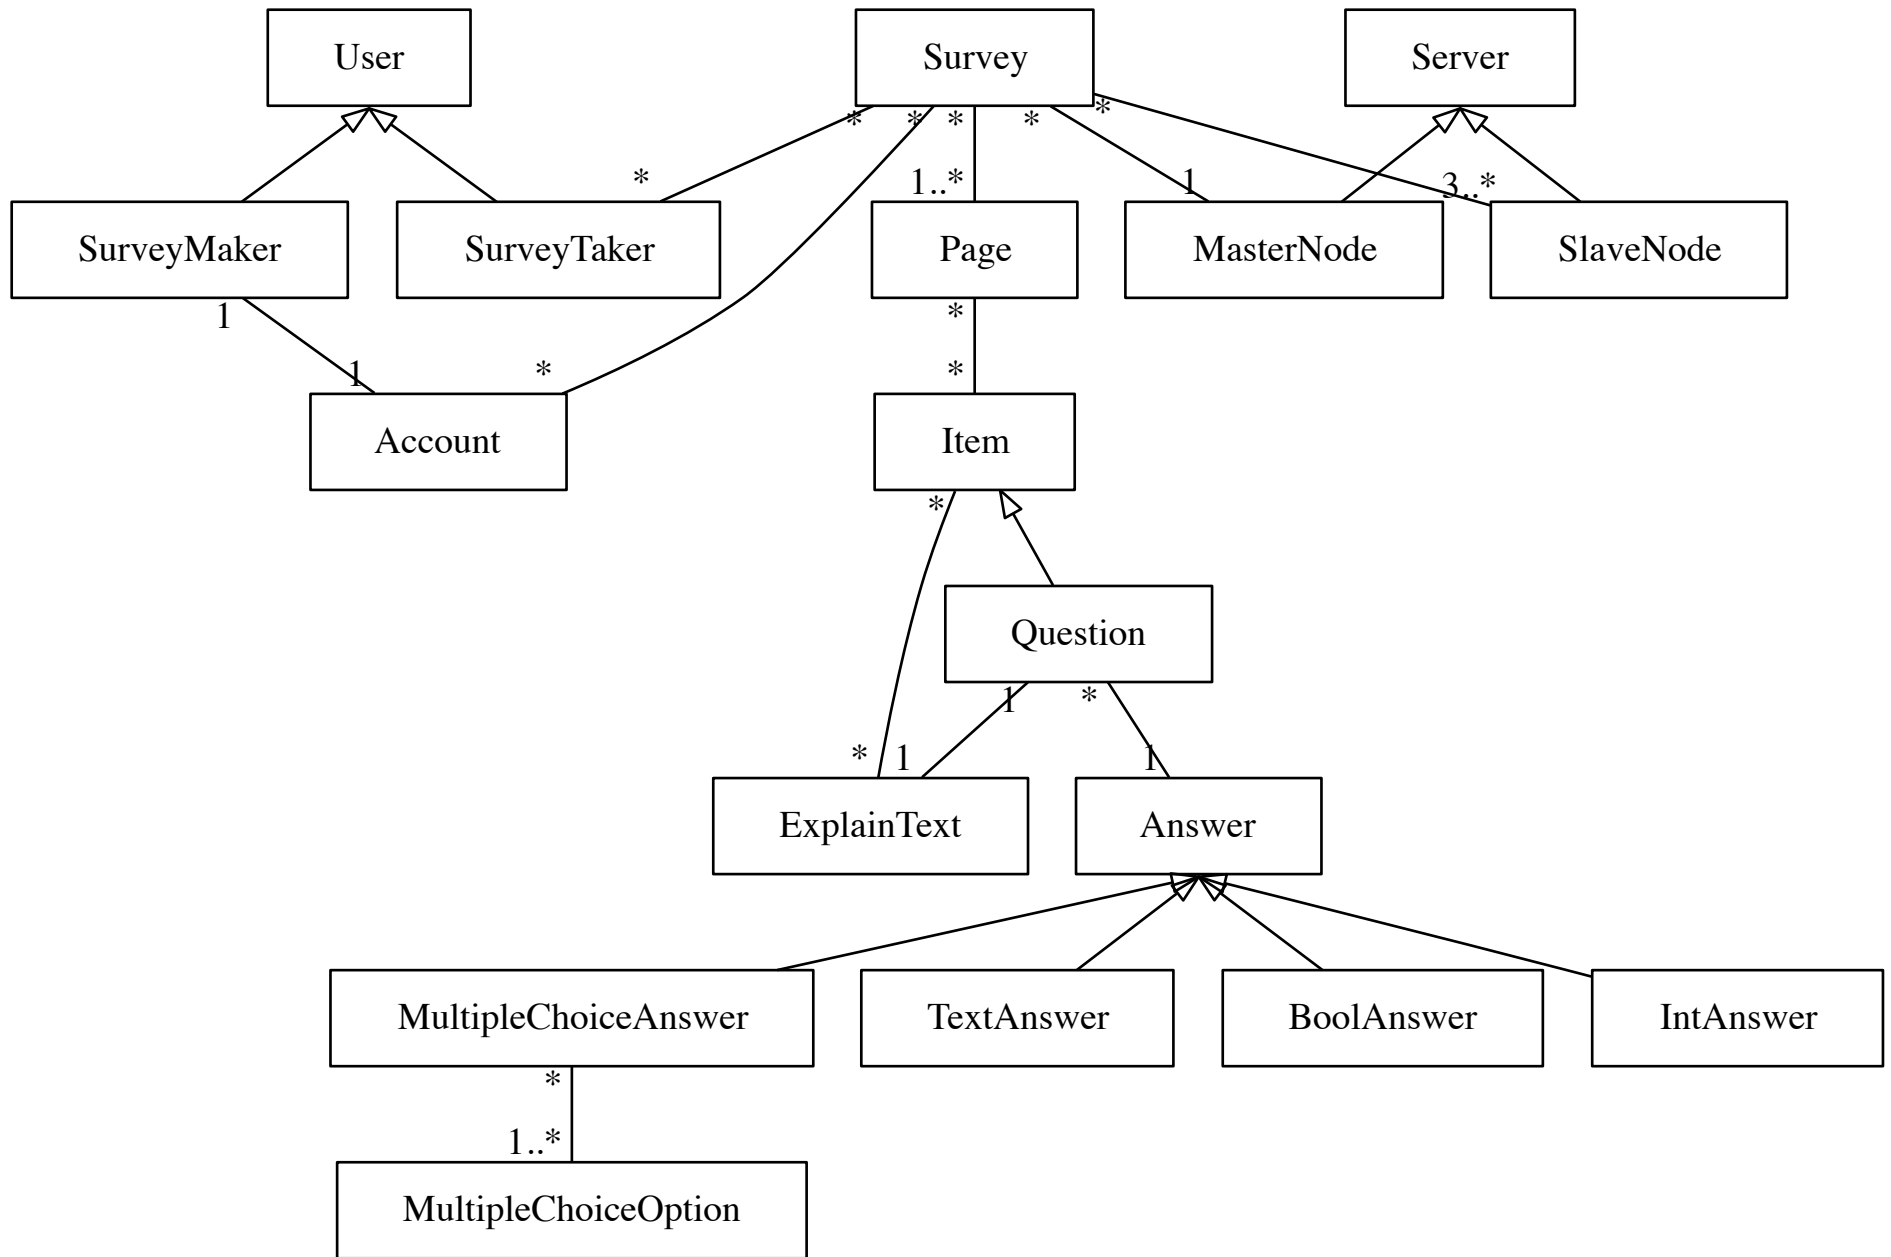 User
Survey
Server
* * * * *
* 1..* 1 3..*
SurveyMaker
SurveyTaker
Page
MasterNode
SlaveNode
1 *
1 * *
Account
Item
*
Question
1 *
* 1 1
ExplainText
Answer
MultipleChoiceAnswer
TextAnswer
BoolAnswer
IntAnswer
*
1..*
MultipleChoiceOption